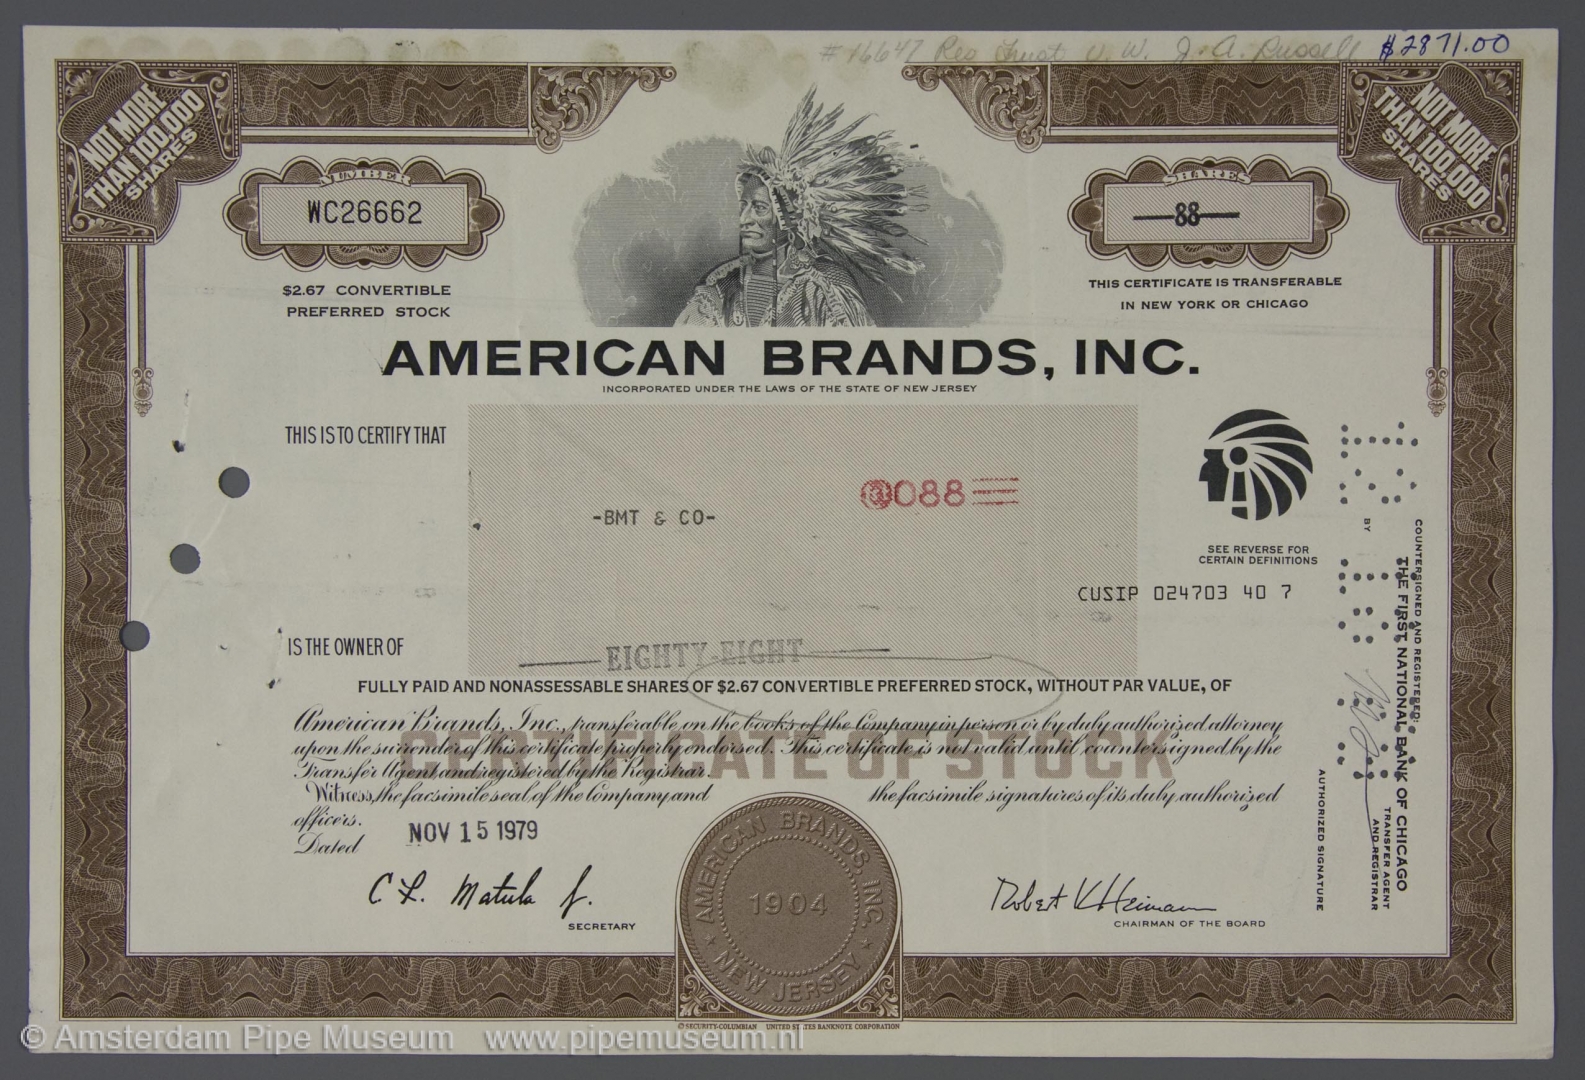 # 16647 Res Trust U. W. J. A. Russell $2871.00
NOT MORE
THAN 100,000
SHARES
NOT MORE
THAN 100,000
SHARES
NUMBER
WC26662
SHARES
—88—
$2.67 CONVERTIBLE
PREFERRED STOCK
THIS CERTIFICATE IS TRANSFERABLE
IN NEW YORK OR CHICAGO
AMERICAN BRANDS, INC.
INCORPORATED UNDER THE LAWS OF THE STATE OF NEW JERSEY
THIS IS TO CERTIFY THAT
088
-BMT & CO-
SEE REVERSE FOR
CERTAIN DEFINITIONS
CUSIP 024703 40 7
IS THE OWNER OF
EIGHTY-EIGHT
FULLY PAID AND NONASSESSABLE SHARES OF $2.67 CONVERTIBLE PREFERRED STOCK, WITHOUT PAR VALUE, OF
American Brands, Inc., transferable on the books of the Company in person or by duly authorized attorney
upon the surrender of this certificate properly endorsed. This certificate is not valid until countersigned by the
Transfer Agent and registered by the Registrar.
CERTIFICATE OF STOCK
Witness, the facsimile seal of the Company and the facsimile signatures of its duly authorized
officers.
Dated NOV 15 1979
C L. Matula Jr.
SECRETARY
AMERICAN BRANDS, INC.
1904
★ NEW JERSEY ★
Robert K Heimann
CHAIRMAN OF THE BOARD
COUNTERSIGNED AND REGISTERED:
THE FIRST NATIONAL BANK OF CHICAGO
TRANSFER AGENT
AND REGISTRAR
BY
AUTHORIZED SIGNATURE
© SECURITY-COLUMBIAN UNITED STATES BANKNOTE CORPORATION
© Amsterdam Pipe Museum www.pipemuseum.nl